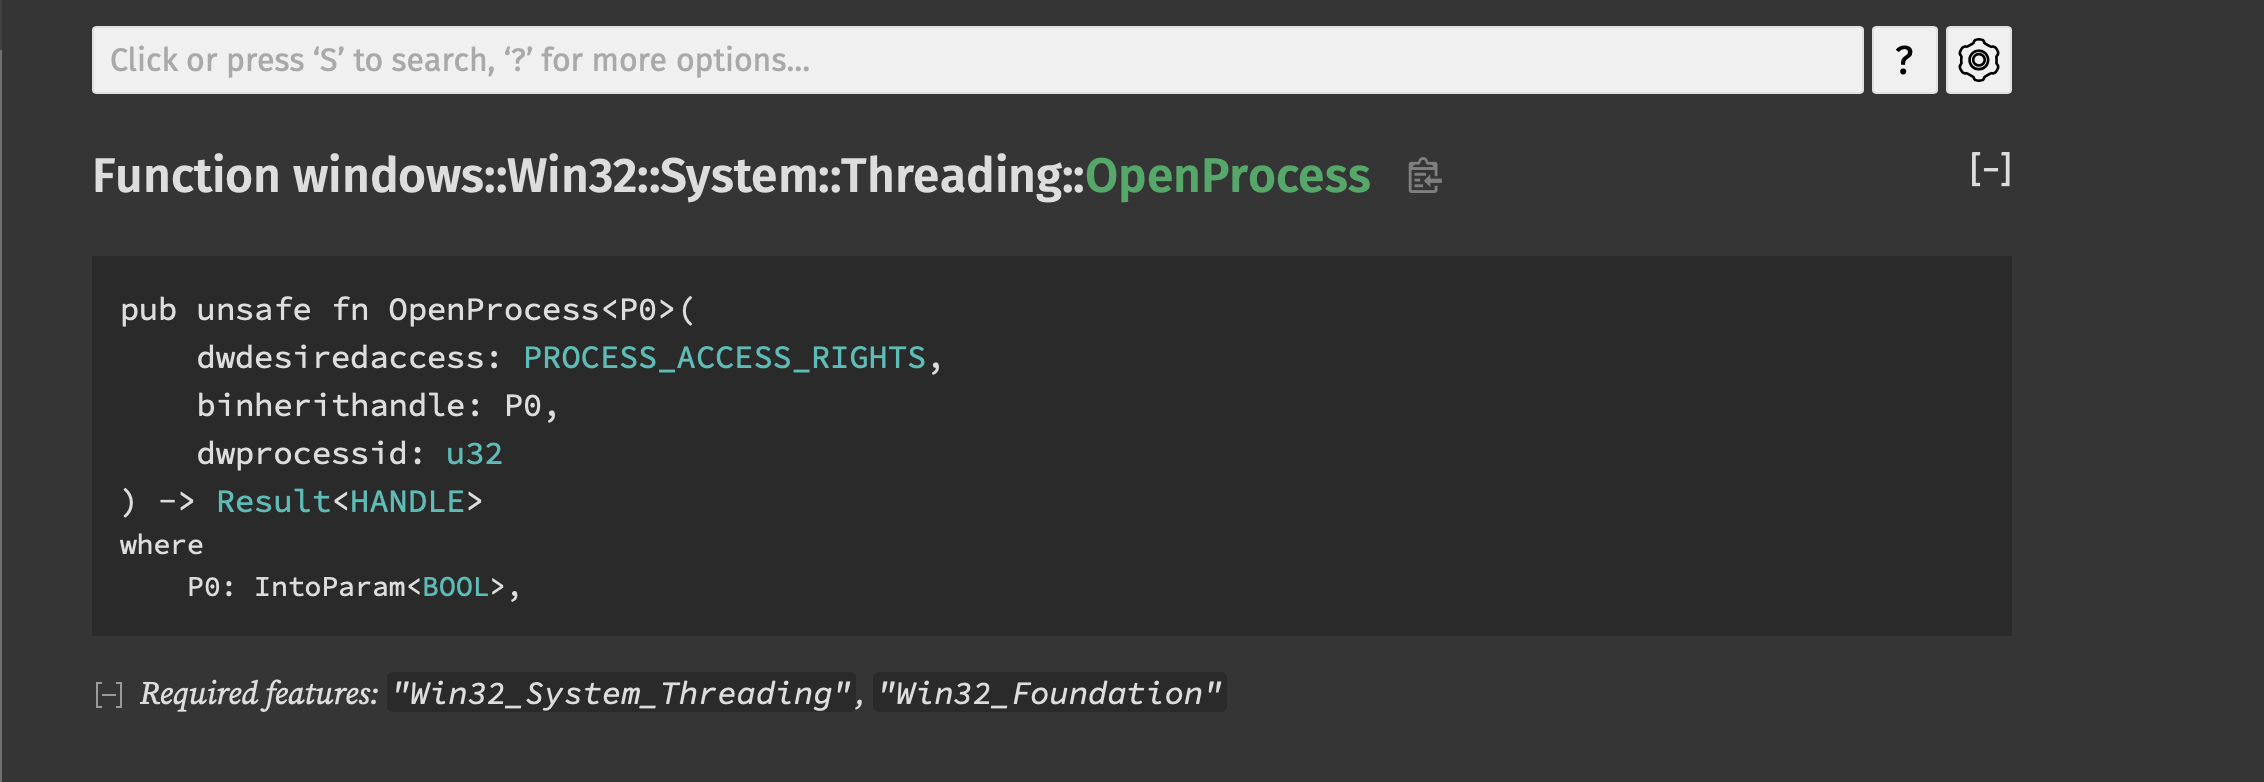 Click or press ‘S’ to search, ‘?’ for more options…
?
Function windows::Win32::System::Threading::OpenProcess
[-]
pub unsafe fn OpenProcess<P0>(
    dwdesiredaccess: PROCESS_ACCESS_RIGHTS,
    binherithandle: P0,
    dwprocessid: u32
) -> Result<HANDLE>
where
    P0: IntoParam<BOOL>,
[-] Required features: "Win32_System_Threading", "Win32_Foundation"